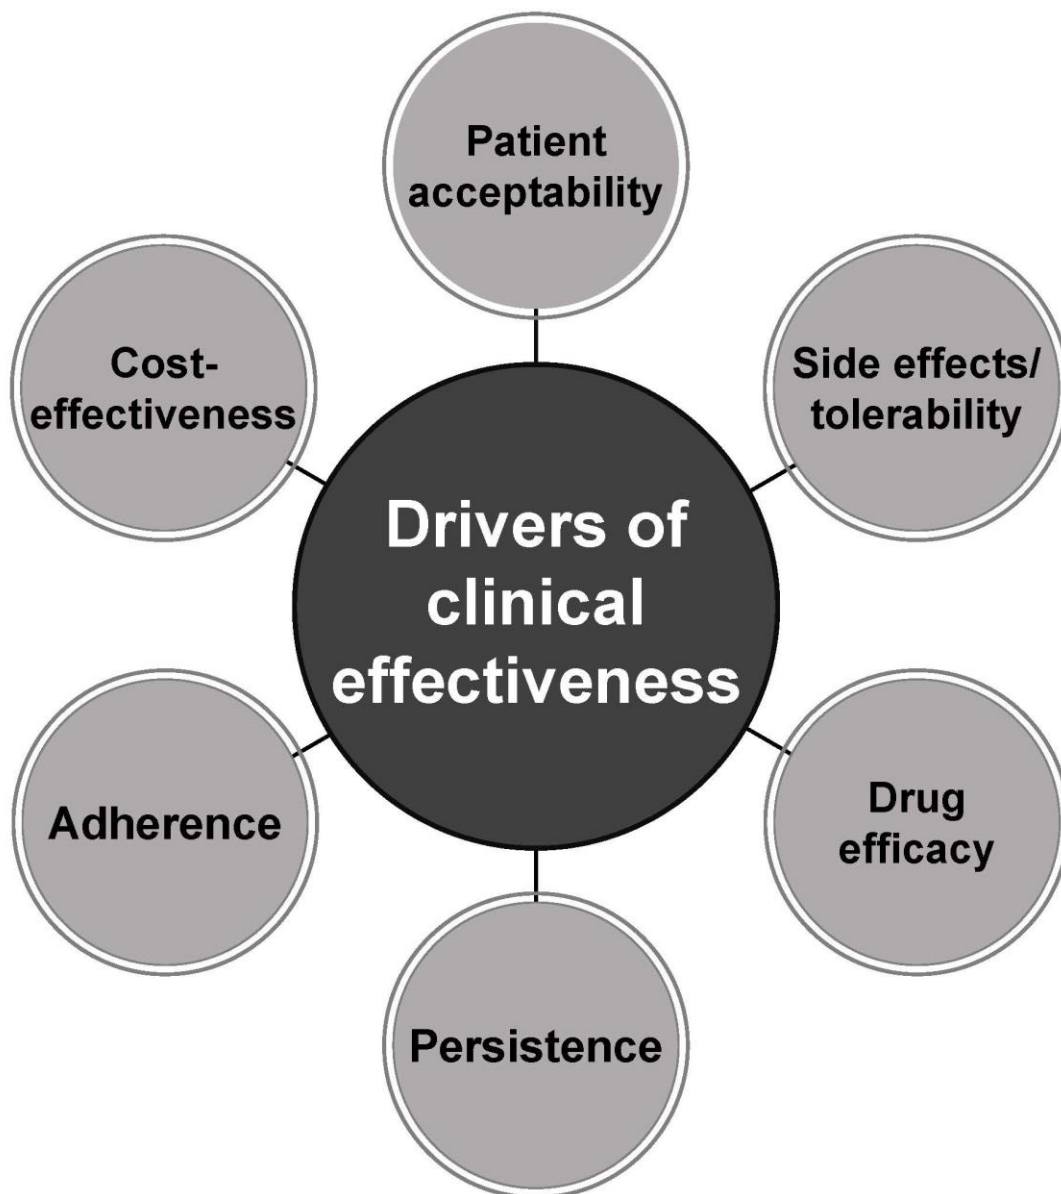 Patient
acceptability
Cost-
effectiveness
Side effects/
tolerability
Drivers of
clinical
effectiveness
Adherence
Drug
efficacy
Persistence